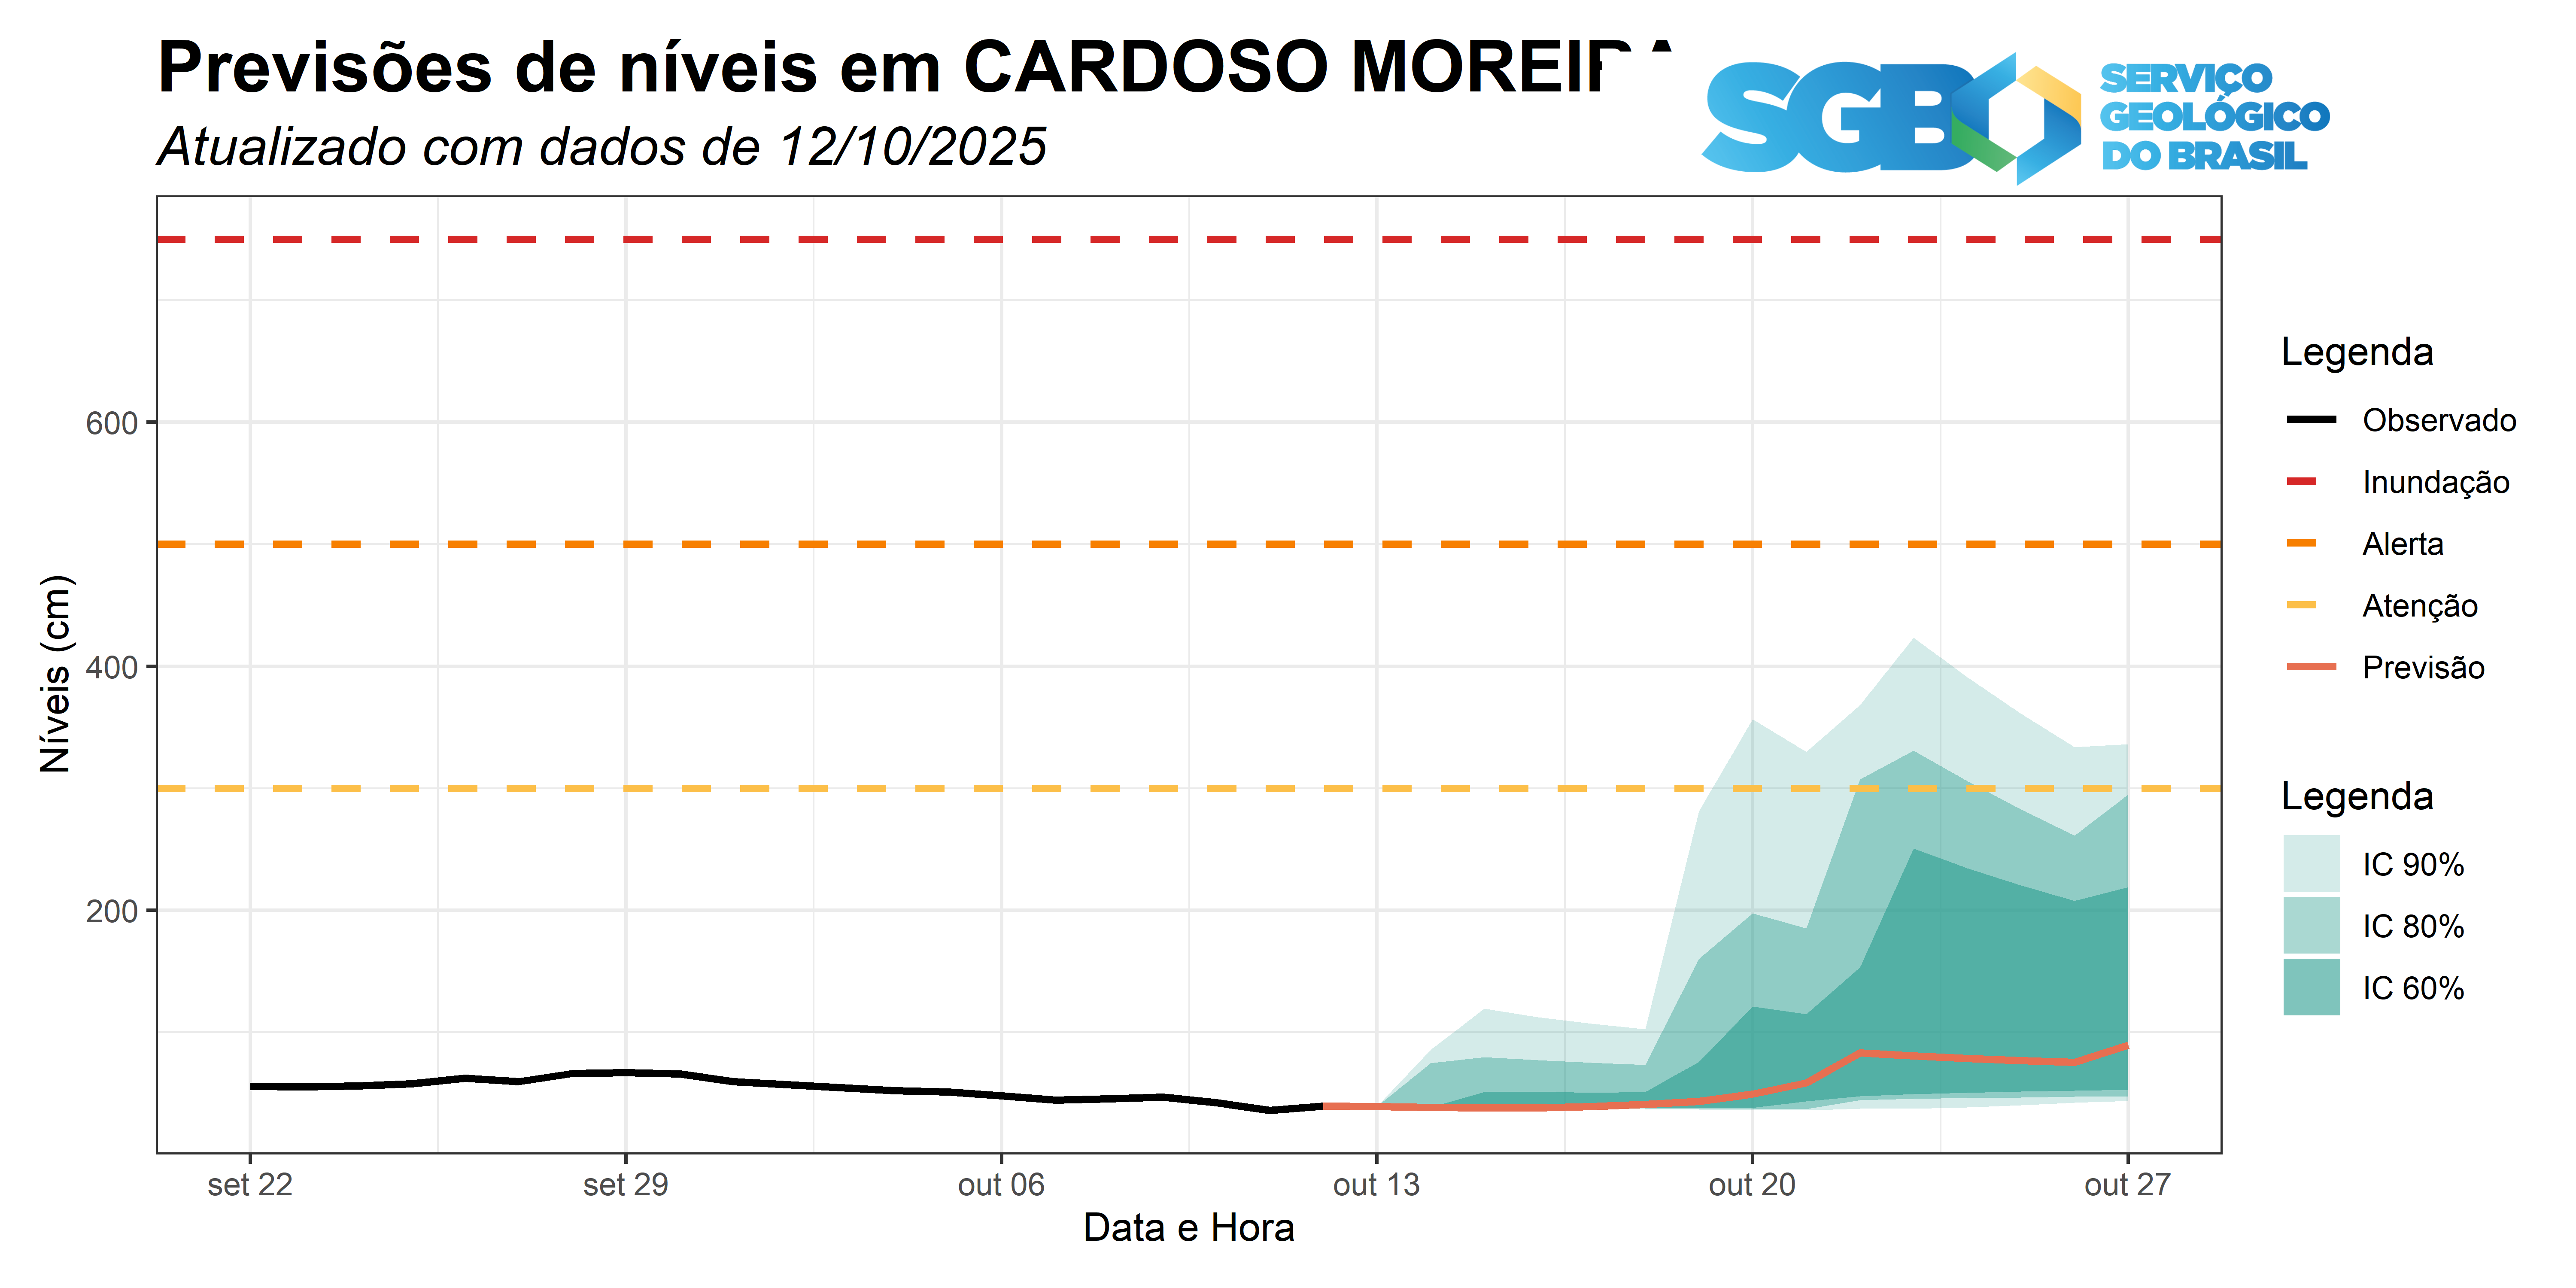 Previsões de níveis em CARDOSO MOREIRA
Atualizado com dados de 12/10/2025
SGB
SERVIÇO
GEOLÓGICO
DO BRASIL
Níveis (cm)
600
400
200
set 22
set 29
out 06
out 13
out 20
out 27
Data e Hora
Legenda
Observado
Inundação
Alerta
Atenção
Previsão
Legenda
IC 90%
IC 80%
IC 60%